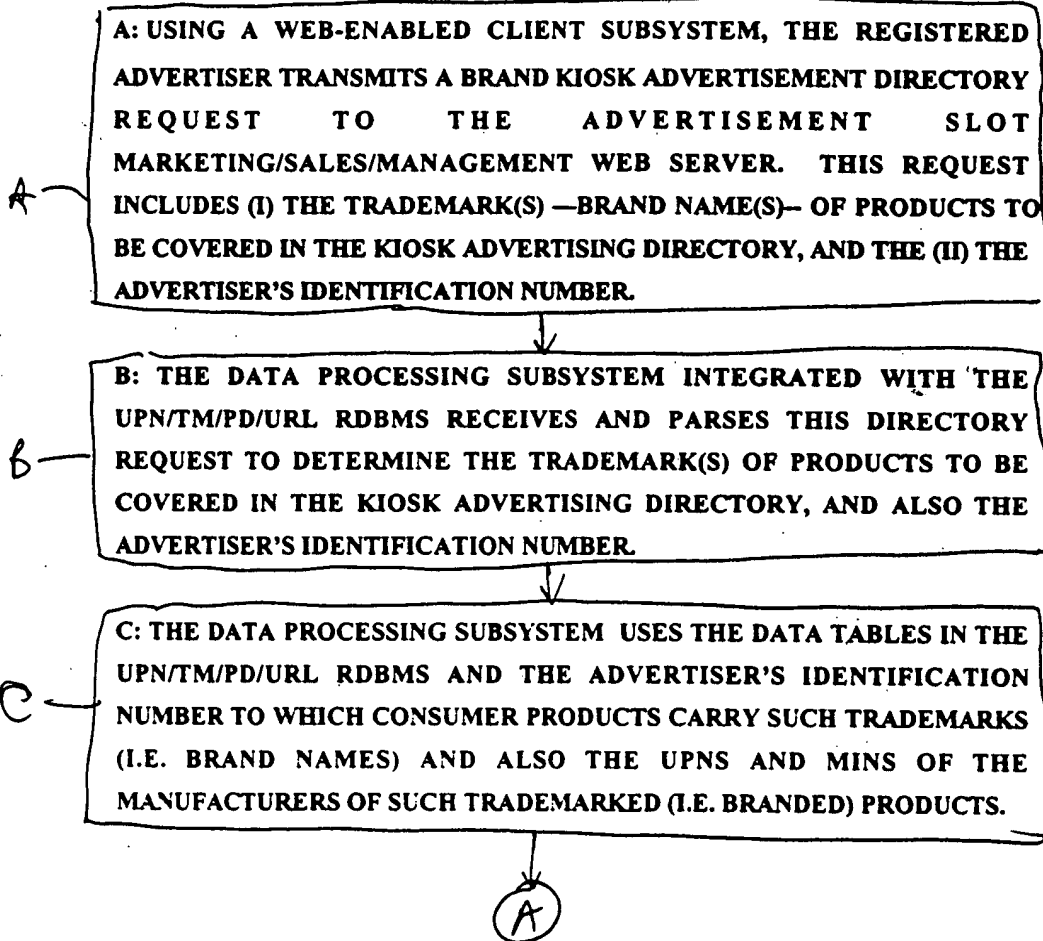 A: USING A WEB-ENABLED CLIENT SUBSYSTEM, THE REGISTERED
ADVERTISER TRANSMITS A BRAND KIOSK ADVERTISEMENT DIRECTORY
REQUEST TO THE ADVERTISEMENT SLOT
MARKETING/SALES/MANAGEMENT WEB SERVER. THIS REQUEST
A
INCLUDES (I) THE TRADEMARK(S) —BRAND NAME(S)– OF PRODUCTS TO
BE COVERED IN THE KIOSK ADVERTISING DIRECTORY, AND THE (II) THE
ADVERTISER'S IDENTIFICATION NUMBER.
B: THE DATA PROCESSING SUBSYSTEM INTEGRATED WITH THE
UPN/TM/PD/URL RDBMS RECEIVES AND PARSES THIS DIRECTORY
B
REQUEST TO DETERMINE THE TRADEMARK(S) OF PRODUCTS TO BE
COVERED IN THE KIOSK ADVERTISING DIRECTORY, AND ALSO THE
ADVERTISER'S IDENTIFICATION NUMBER.
C: THE DATA PROCESSING SUBSYSTEM USES THE DATA TABLES IN THE
UPN/TM/PD/URL RDBMS AND THE ADVERTISER'S IDENTIFICATION
C
NUMBER TO WHICH CONSUMER PRODUCTS CARRY SUCH TRADEMARKS
(I.E. BRAND NAMES) AND ALSO THE UPNS AND MINS OF THE
MANUFACTURERS OF SUCH TRADEMARKED (I.E. BRANDED) PRODUCTS.
A